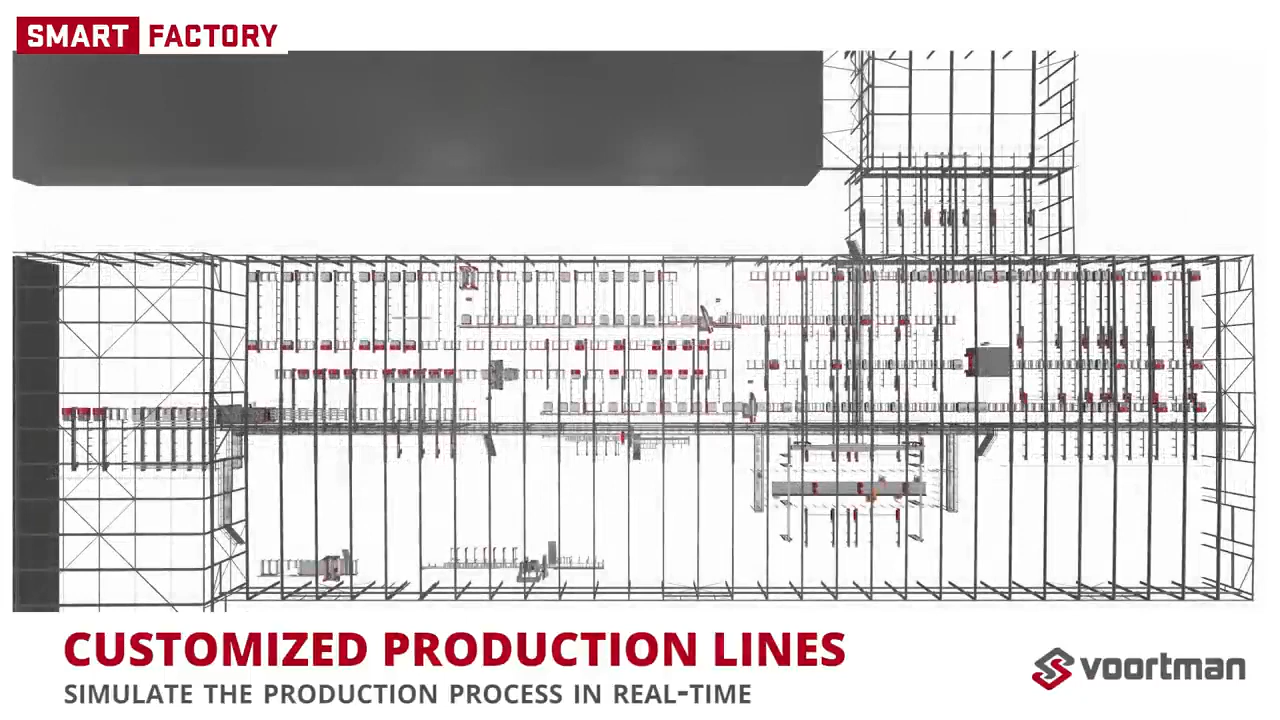 SMART FACTORY
CUSTOMIZED PRODUCTION LINES
SIMULATE THE PRODUCTION PROCESS IN REAL-TIME
voortman